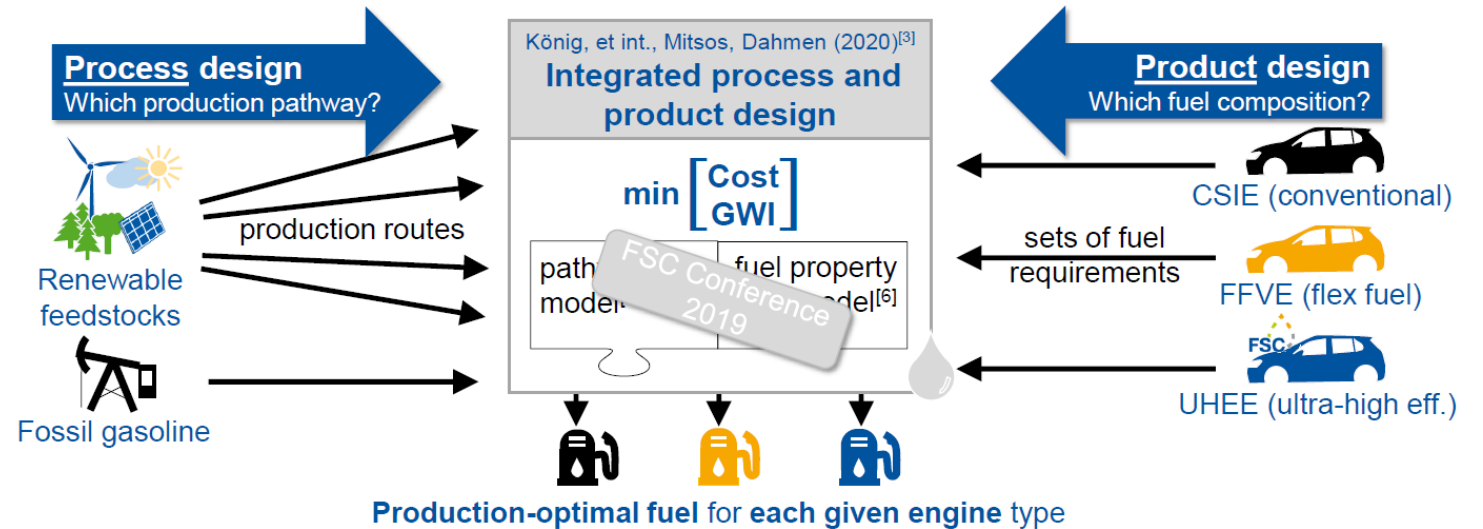 Process design
Which production pathway?
König, et int., Mitsos, Dahmen (2020)[3]
Integrated process and
product design
Product design
Which fuel composition?
min [Cost
GWI]
production routes
Renewable
feedstocks
Fossil gasoline
model
fuel property
[6]
FSC Conference
2019
CSIE (conventional)
sets of fuel
requirements
FFVE (flex fuel)
FSC
UHEE (ultra-high eff.)
Production-optimal fuel for each given engine type